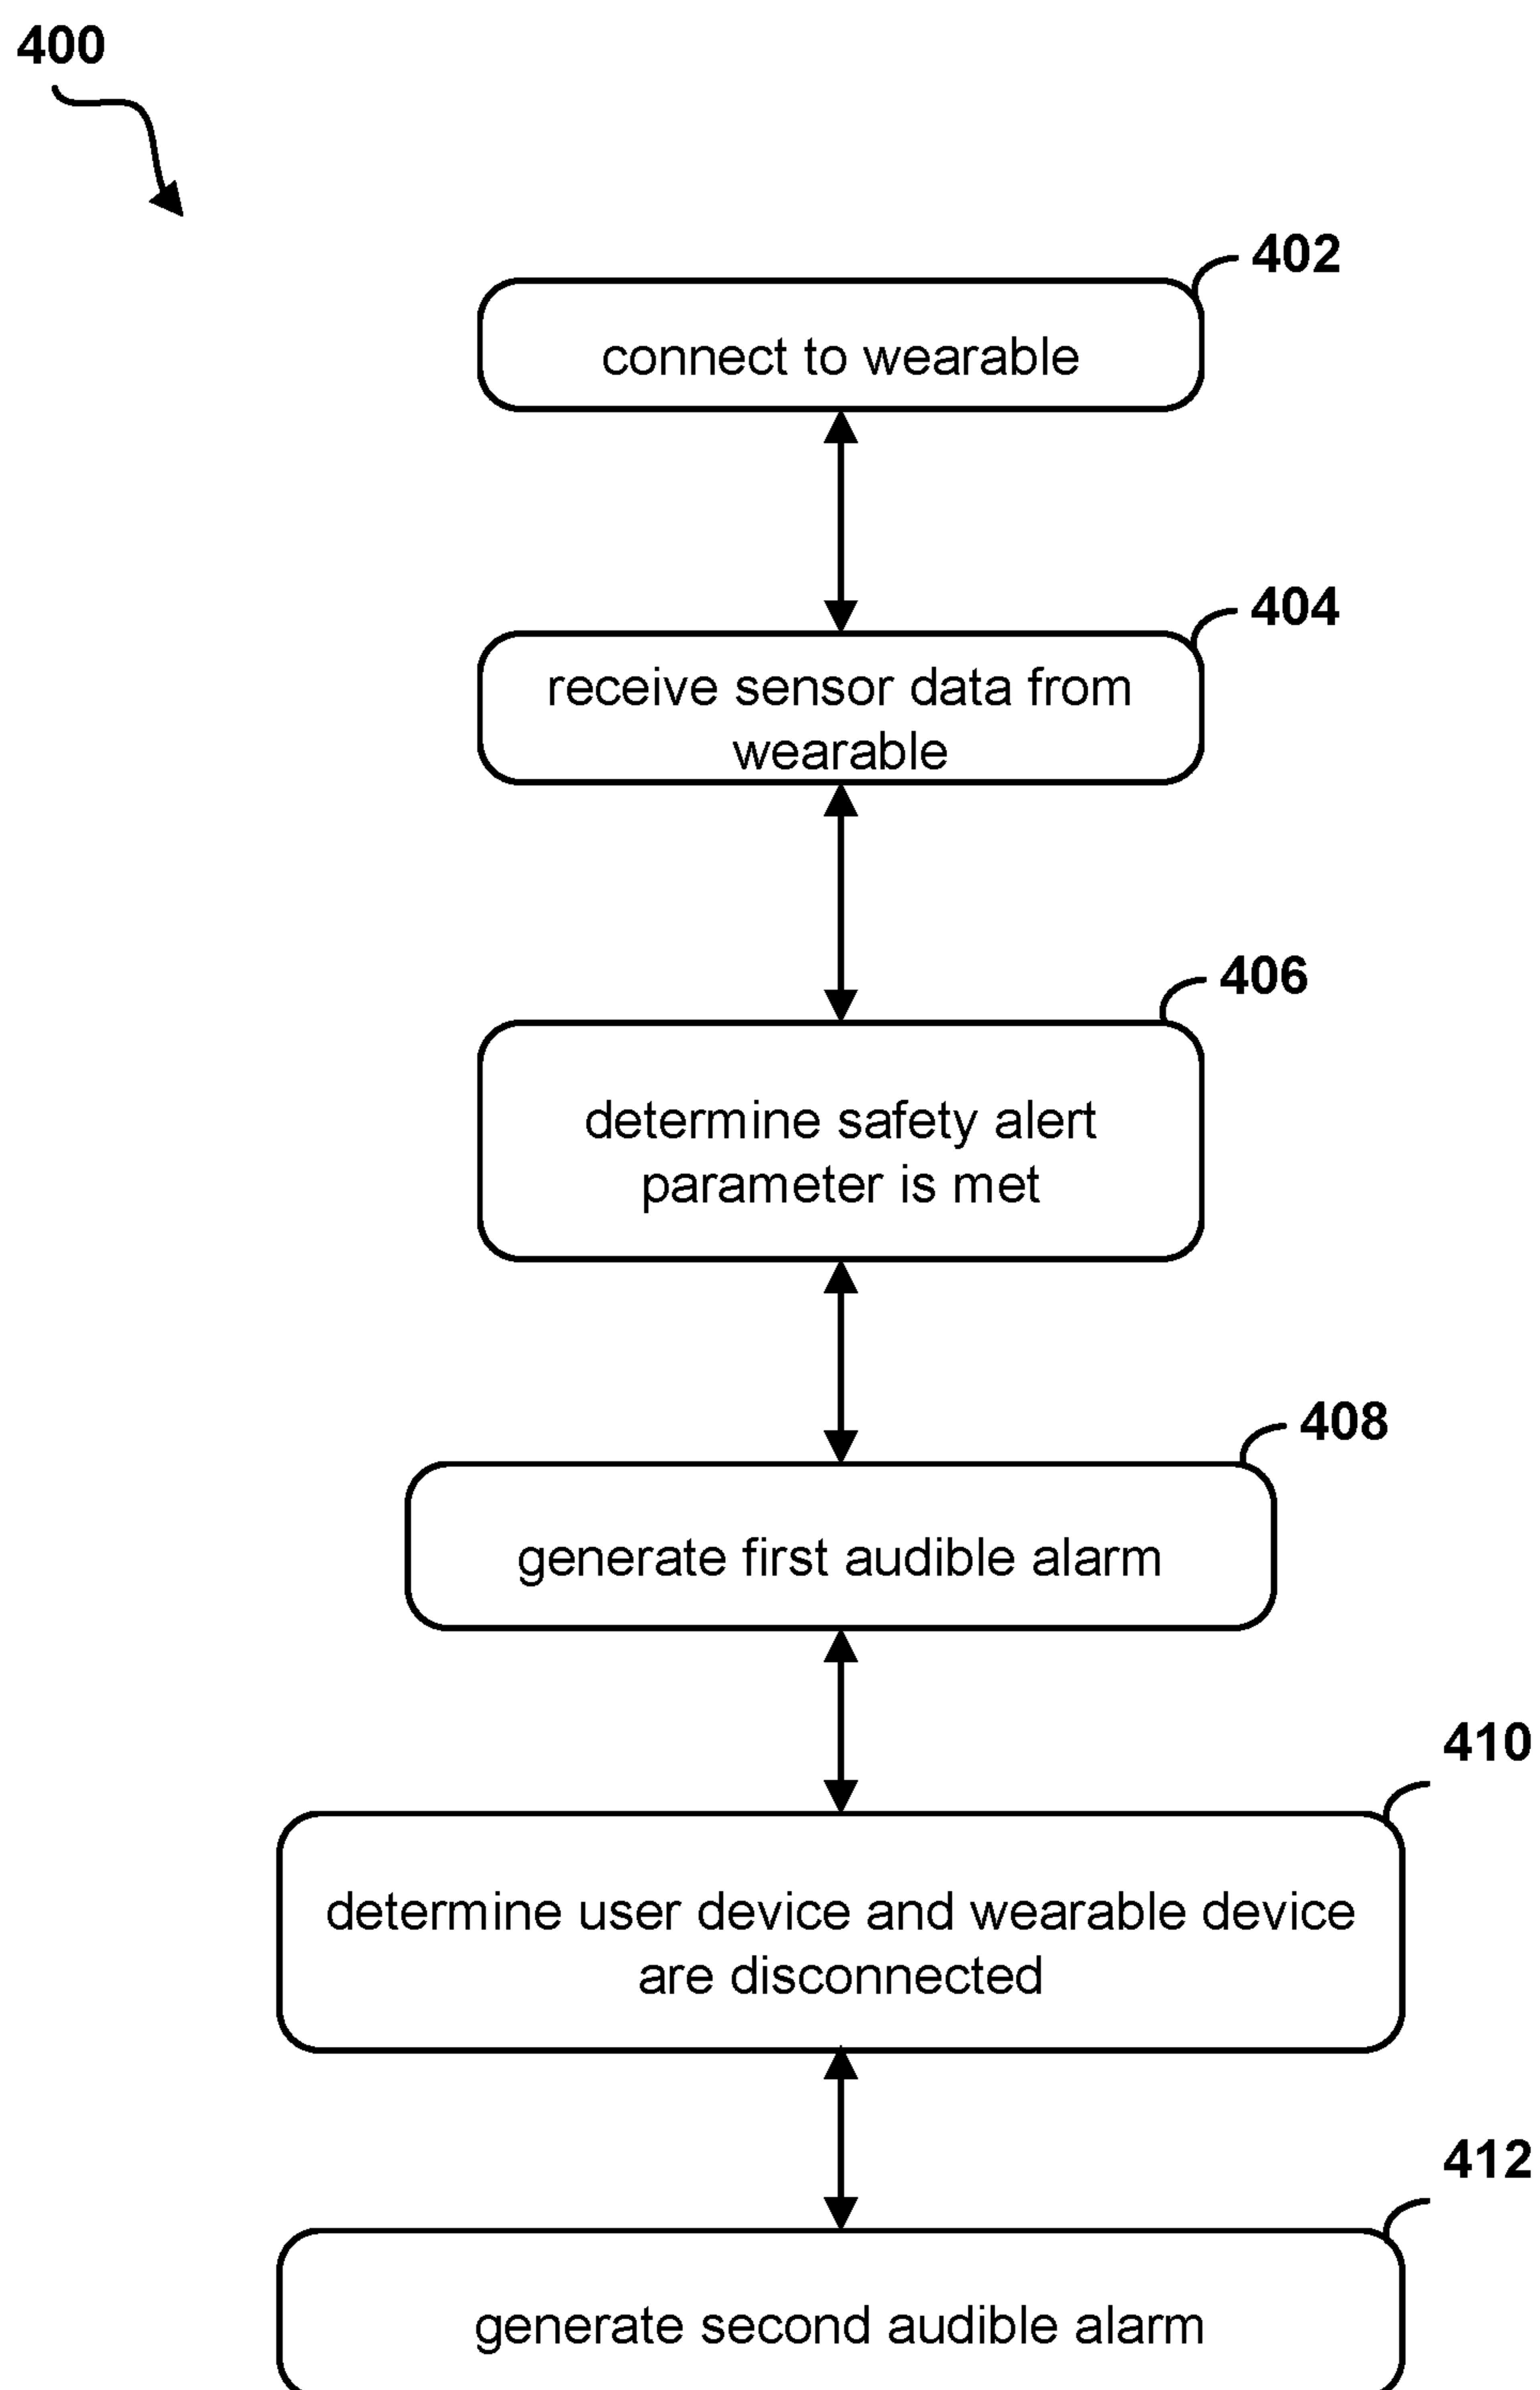 400
402
connect to wearable
404
receive sensor data from
wearable
406
determine safety alert
parameter is met
408
generate first audible alarm
410
determine user device and wearable device
are disconnected
412
generate second audible alarm